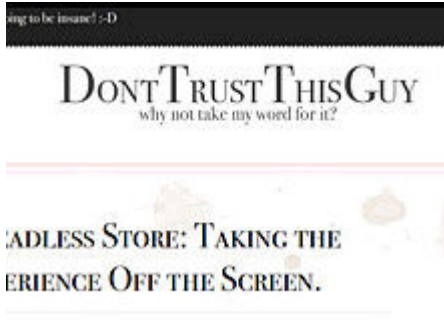 to be insane! :-D
DontTrustThisGuy
why not take my word for it?
Store: Taking the
Off the Screen.